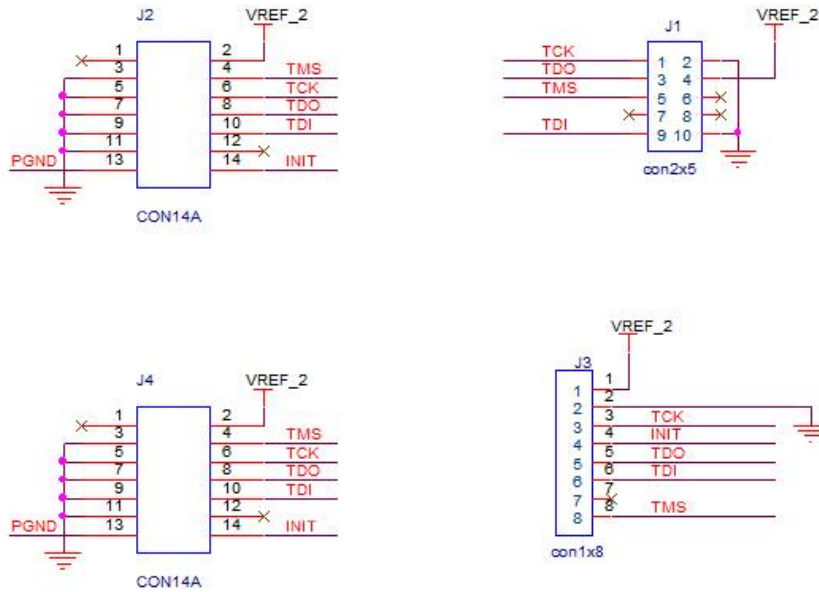 J2
VREF_2
1 2
3 4 TMS
5 6 TCK
7 8 TDO
9 10 TDI
11 12
PGND 13 14 INIT
CON14A
J1
VREF_2
TCK 1 2
TDO 3 4
TMS 5 6
7 8
TDI 9 10
con2x5
J4
VREF_2
1 2
3 4 TMS
5 6 TCK
7 8 TDO
9 10 TDI
11 12
PGND 13 14 INIT
CON14A
VREF_2
J3
1 1
2 2
3 3 TCK
4 4 INIT
5 5 TDO
6 6 TDI
7 7
8 8 TMS
con1x8